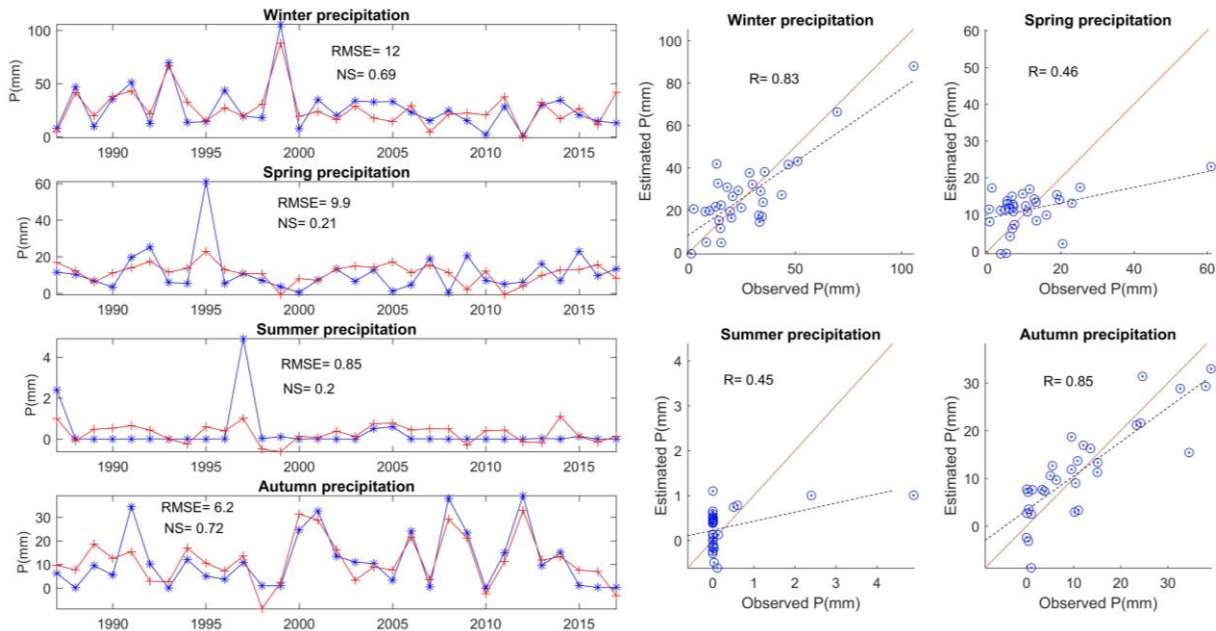 Winter precipitation
P(mm)
100
50
0
RMSE= 12
NS= 0.69
1990 1995 2000 2005 2010 2015
Spring precipitation
P(mm)
60
40
20
0
RMSE= 9.9
NS= 0.21
1990 1995 2000 2005 2010 2015
Summer precipitation
P(mm)
4
2
0
RMSE= 0.85
NS= 0.2
1990 1995 2000 2005 2010 2015
Autumn precipitation
P(mm)
30
20
10
0
RMSE= 6.2
NS= 0.72
1990 1995 2000 2005 2010 2015
Winter precipitation
Estimated P(mm)
100
80
60
40
20
0
R= 0.83
0 50 100
Observed P(mm)
Spring precipitation
Estimated P(mm)
60
50
40
30
20
10
0
R= 0.46
0 20 40 60
Observed P(mm)
Summer precipitation
Estimated P(mm)
4
3
2
1
0
R= 0.45
0 1 2 3 4
Observed P(mm)
Autumn precipitation
Estimated P(mm)
30
20
10
0
R= 0.85
0 10 20 30
Observed P(mm)